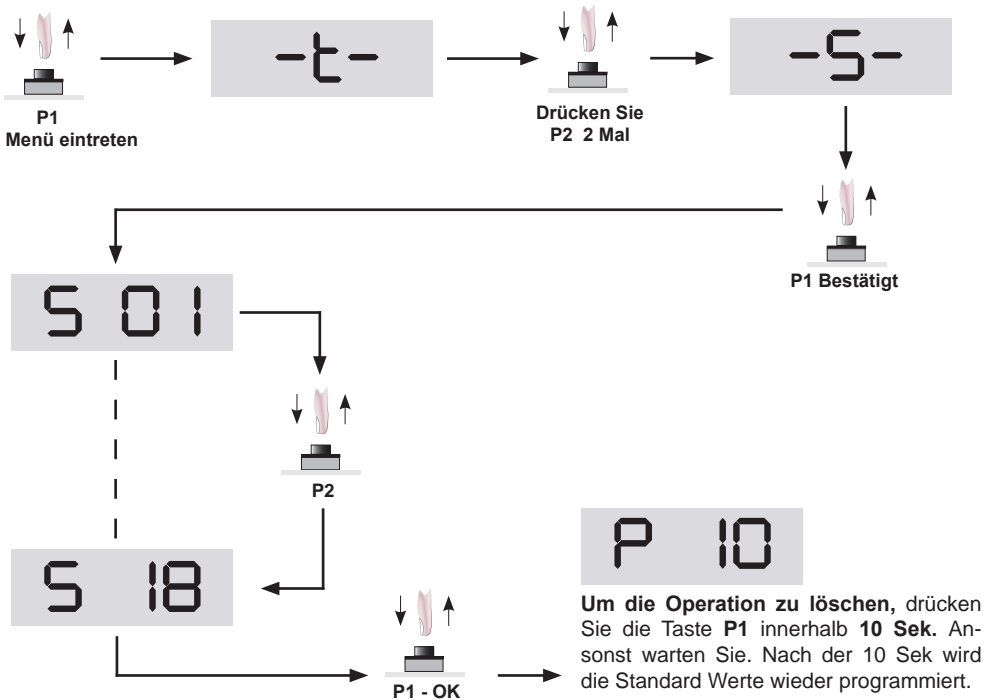 P1
Menü eintreten
-t-
Drücken Sie
P2 2 Mal
-S-
P1 Bestätigt
S 01
P2
S 18
P1 - OK
P 10
Um die Operation zu löschen, drücken
Sie die Taste P1 innerhalb 10 Sek. An-
sonst warten Sie. Nach der 10 Sek wird
die Standard Werte wieder programmiert.